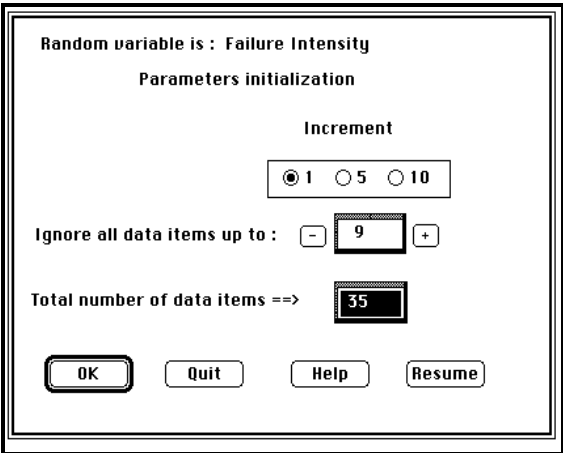 Random variable is : Failure Intensity
Parameters initialization
Increment
1 5 10
Ignore all data items up to : - 9 +
Total number of data items ==> 35
OK Quit Help Resume